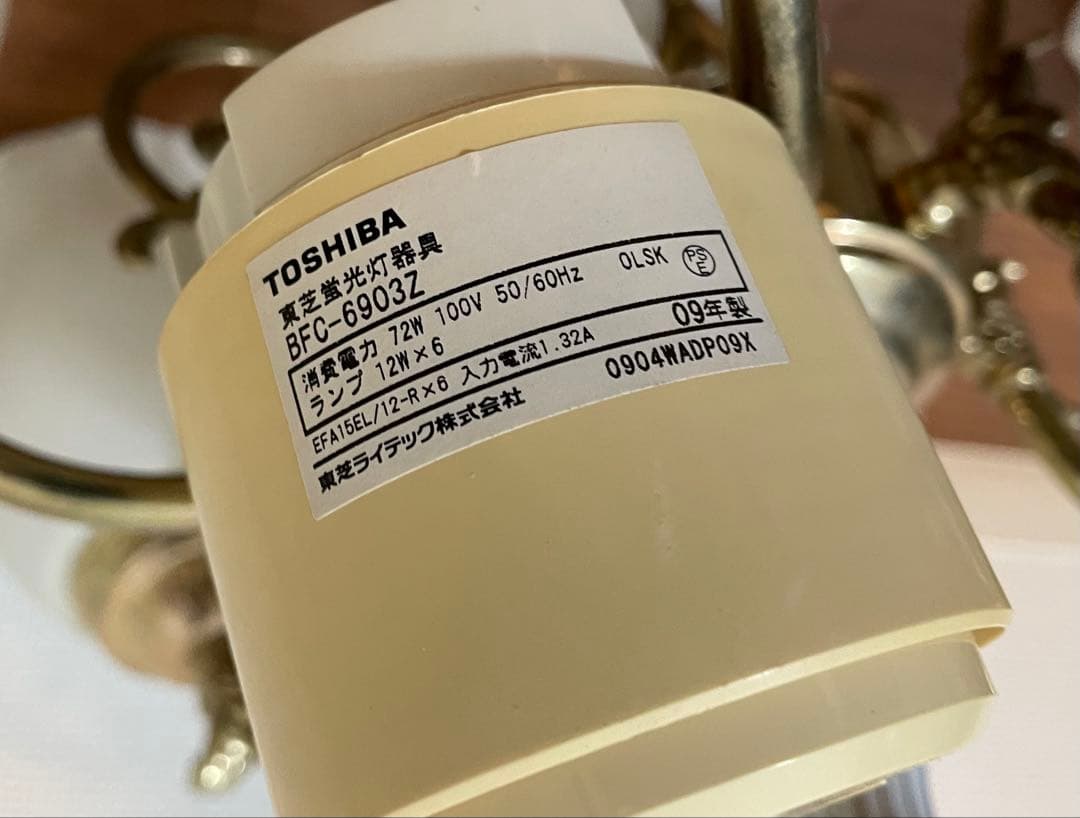 TOSHIBA
東芝蛍光灯器具
BFC-6903Z
消費電力 72W 100V 50/60Hz OLSK PSE
ランプ 12W×6
EFA15EL/12-R×6 入力電流1.32A 09年製
東芝ライテック株式会社 0904WADP09X